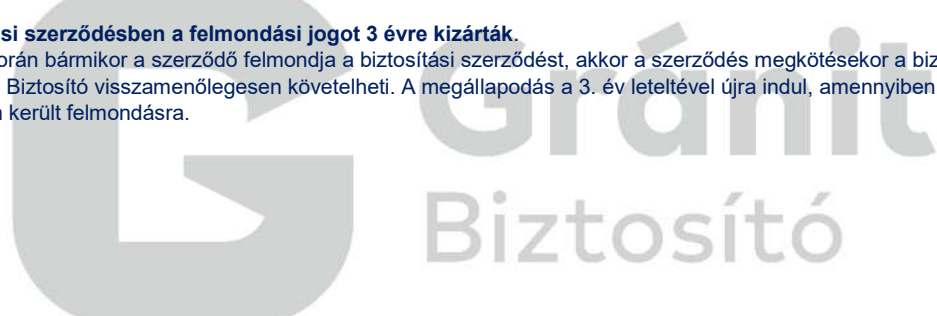 si szerződésben a felmondási jogot 3 évre kizárták.
orán bármikor a szerződő felmondja a biztosítási szerződést, akkor a szerződés megkötésekor a biz
Biztosító visszamenőlegesen követelheti. A megállapodás a 3. év leteltével újra indul, amennyiben
került felmondásra.
Gránit
Biztosító